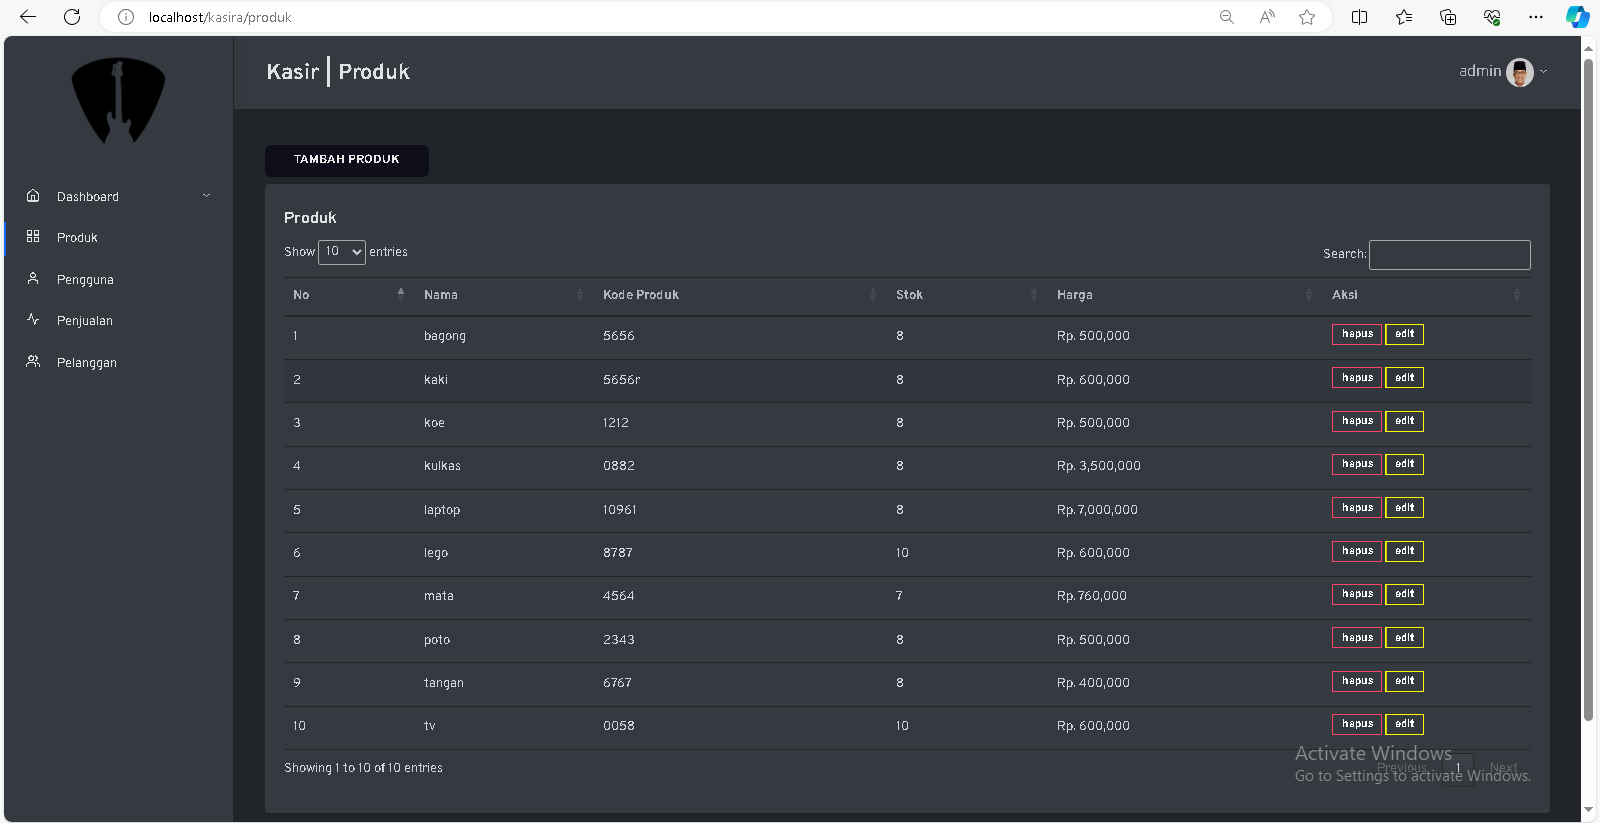 localhost/kasira/produk
Kasir | Produk
admin
Dashboard
Produk
Pengguna
Penjualan
Pelanggan
TAMBAH PRODUK
Produk
Show 10 entries
Search:
No Nama Kode Produk Stok Harga Aksi
1 bagong 5656 8 Rp. 500,000 hapus edit
2 kaki 5656r 8 Rp. 600,000 hapus edit
3 koe 1212 8 Rp. 500,000 hapus edit
4 kulkas 0882 8 Rp. 3,500,000 hapus edit
5 laptop 10961 8 Rp. 7,000,000 hapus edit
6 lego 8787 10 Rp. 600,000 hapus edit
7 mata 4564 7 Rp. 760,000 hapus edit
8 poto 2343 8 Rp. 500,000 hapus edit
9 tangan 6767 8 Rp. 400,000 hapus edit
10 tv 0058 10 Rp. 600,000 hapus edit
Showing 1 to 10 of 10 entries
Previous 1 Next
Activate Windows
Go to Settings to activate Windows.